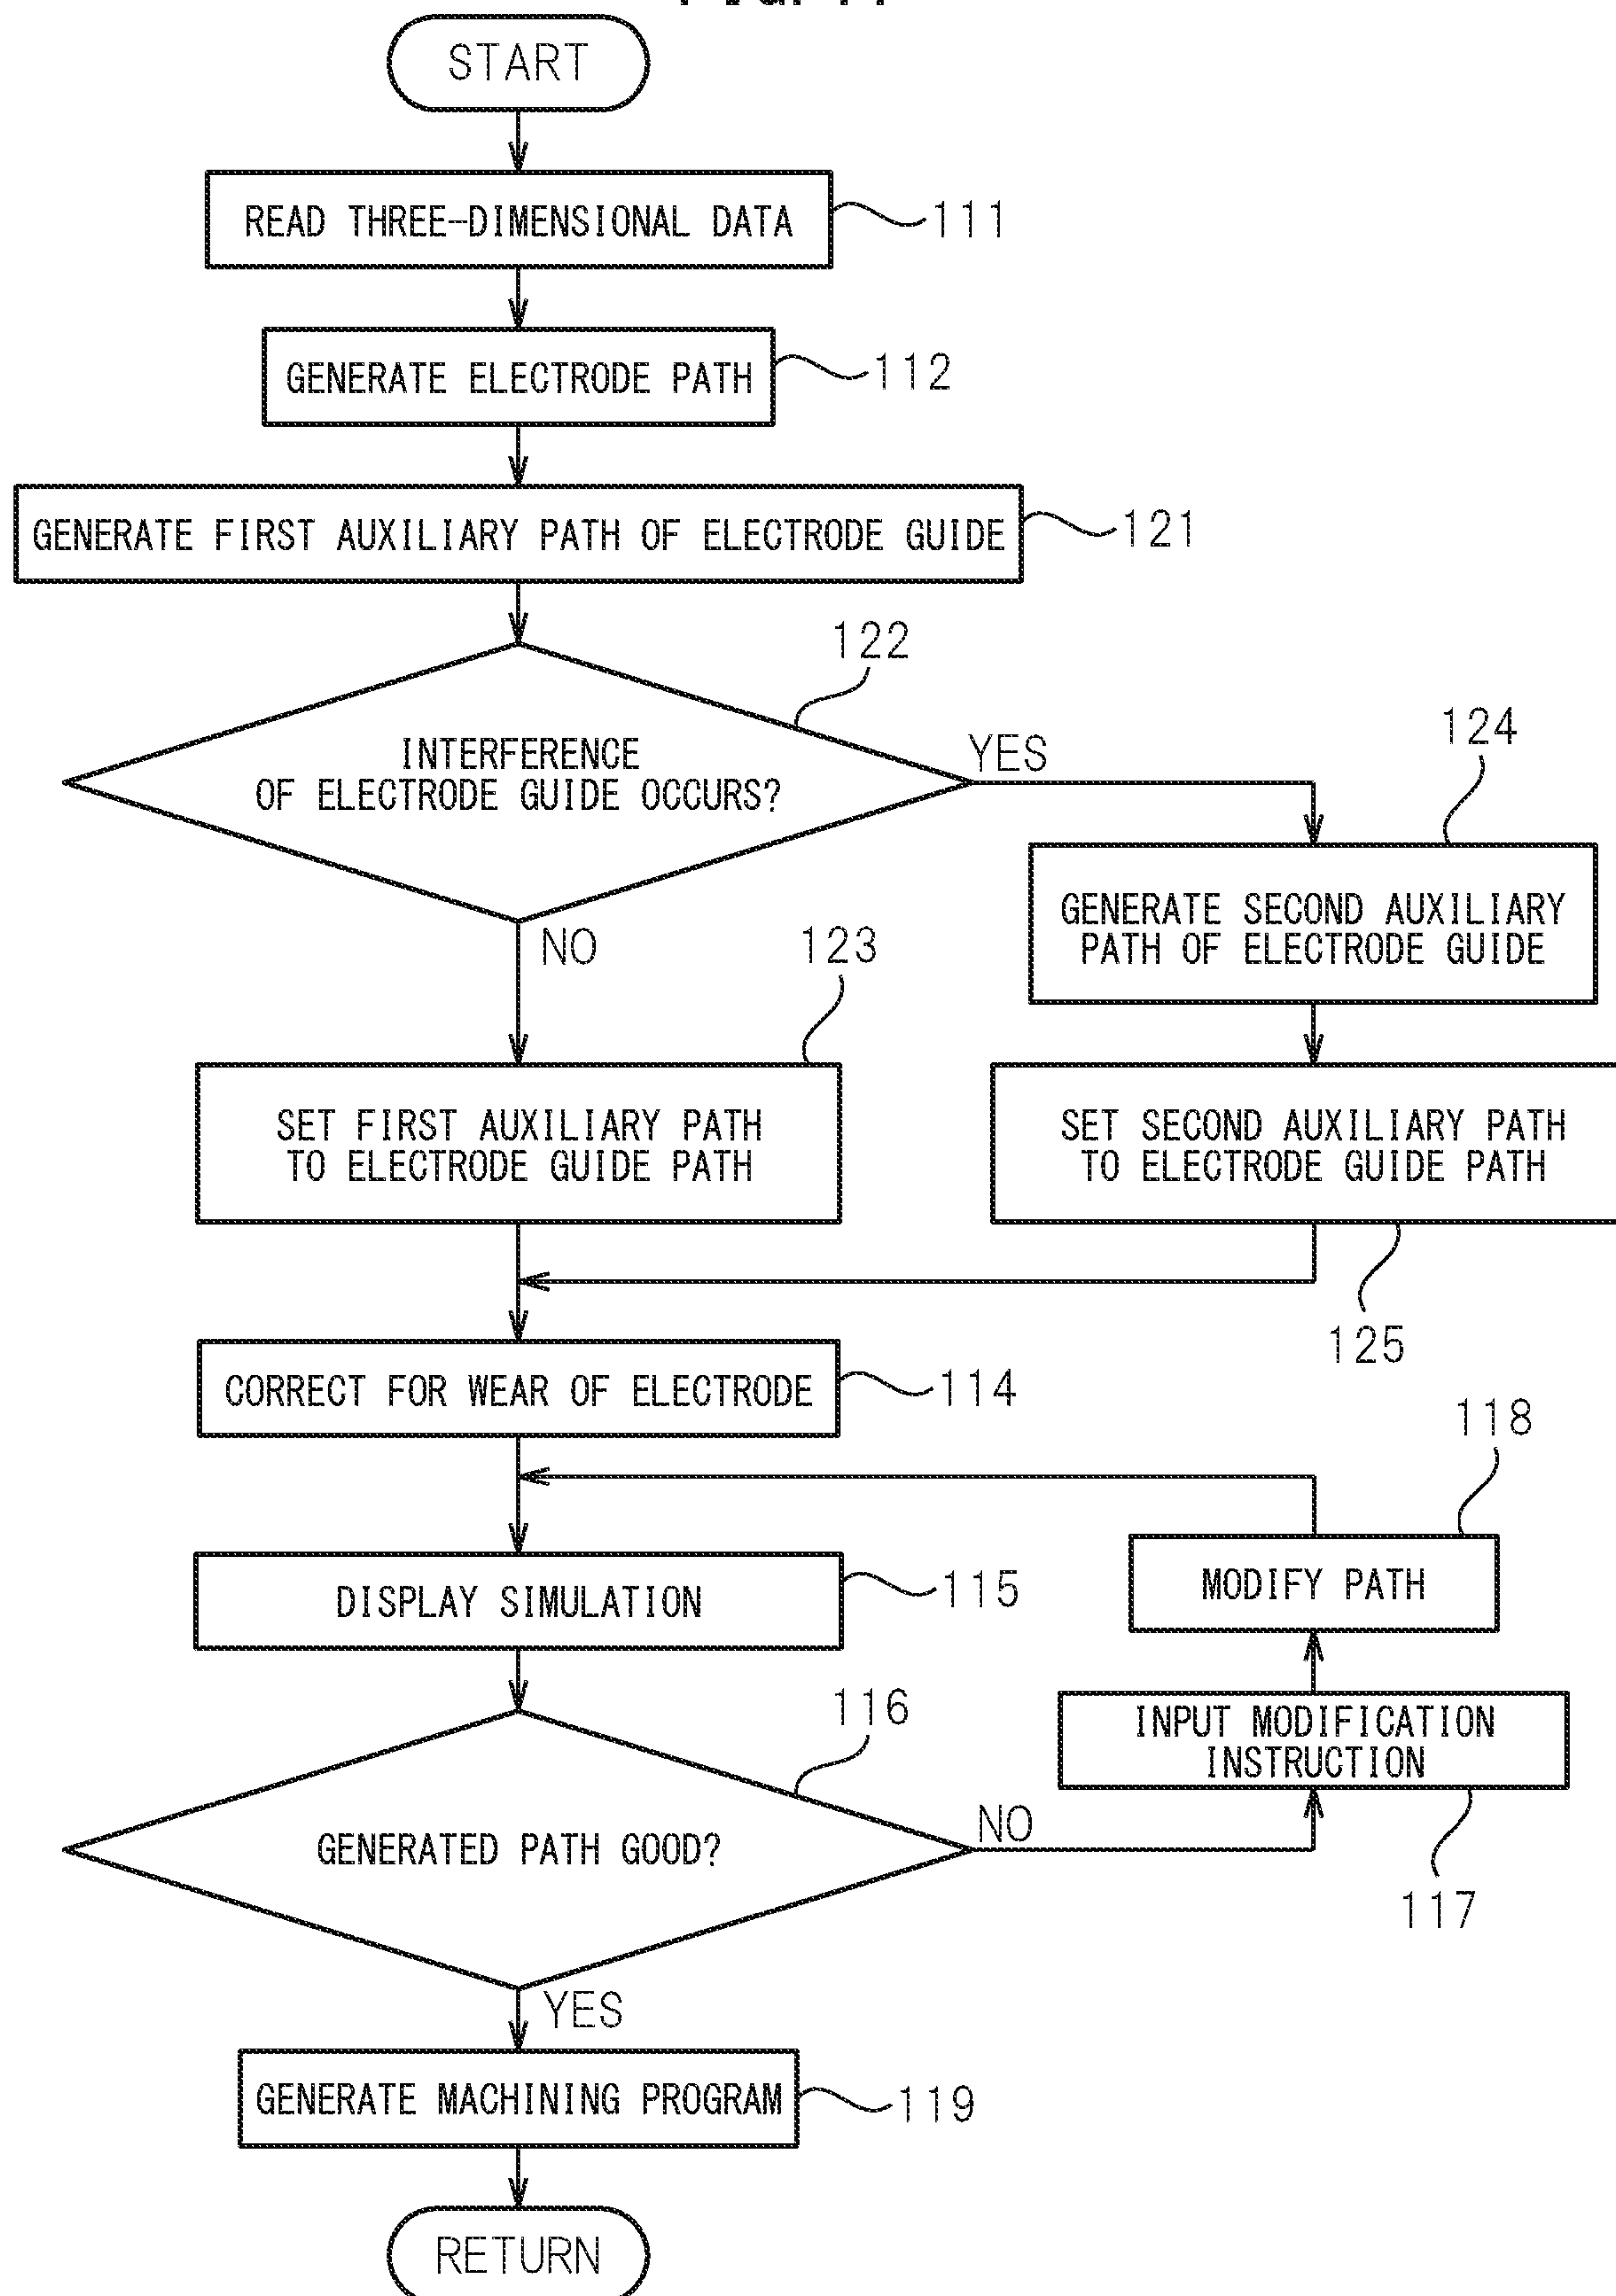 START
READ THREE-DIMENSIONAL DATA
111
GENERATE ELECTRODE PATH
112
GENERATE FIRST AUXILIARY PATH OF ELECTRODE GUIDE
121
122
INTERFERENCE
OF ELECTRODE GUIDE OCCURS?
YES
124
GENERATE SECOND AUXILIARY
PATH OF ELECTRODE GUIDE
NO
123
SET FIRST AUXILIARY PATH
TO ELECTRODE GUIDE PATH
SET SECOND AUXILIARY PATH
TO ELECTRODE GUIDE PATH
125
CORRECT FOR WEAR OF ELECTRODE
114
118
MODIFY PATH
DISPLAY SIMULATION
115
116
INPUT MODIFICATION
INSTRUCTION
117
GENERATED PATH GOOD?
NO
YES
GENERATE MACHINING PROGRAM
119
RETURN